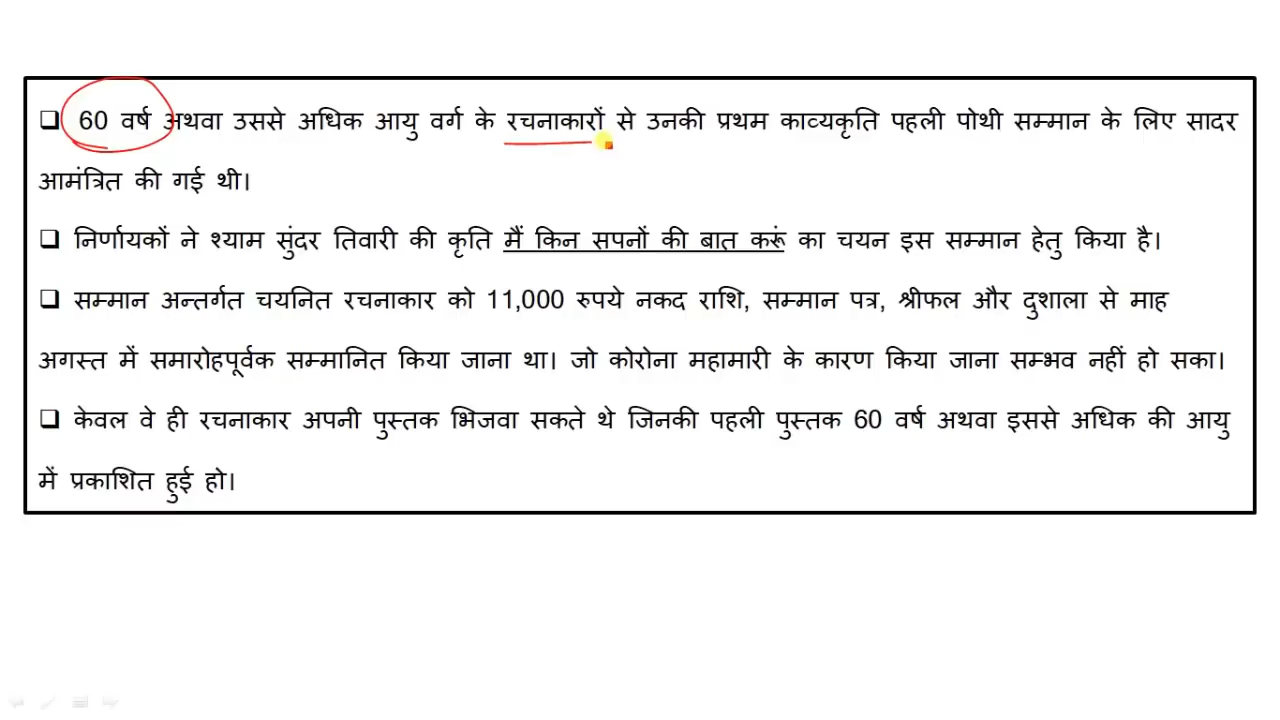 ❑ 60 वर्ष अथवा उससे अधिक आयु वर्ग के रचनाकारों से उनकी प्रथम काव्यकृति पहली पोथी सम्मान के लिए सादर
आमंत्रित की गई थी।
❑ निर्णायकों ने श्याम सुंदर तिवारी की कृति मैं किन सपनों की बात करूं का चयन इस सम्मान हेतु किया है।
❑ सम्मान अन्तर्गत चयनित रचनाकार को 11,000 रुपये नकद राशि, सम्मान पत्र, श्रीफल और दुशाला से माह
अगस्त में समारोहपूर्वक सम्मानित किया जाना था। जो कोरोना महामारी के कारण किया जाना सम्भव नहीं हो सका।
❑ केवल वे ही रचनाकार अपनी पुस्तक भिजवा सकते थे जिनकी पहली पुस्तक 60 वर्ष अथवा इससे अधिक की आयु
में प्रकाशित हुई हो।